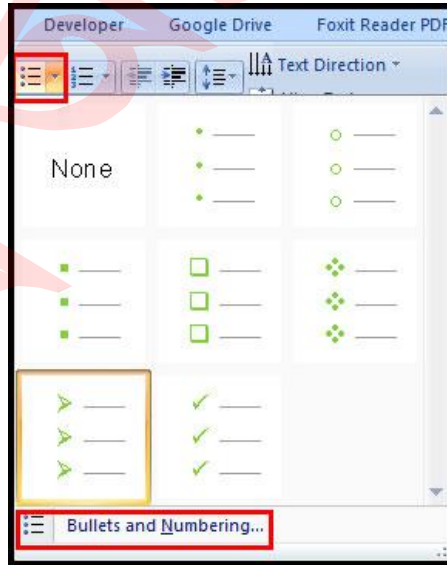 Developer Google Drive Foxit Reader PDF
Text Direction
None
Bullets and Numbering...